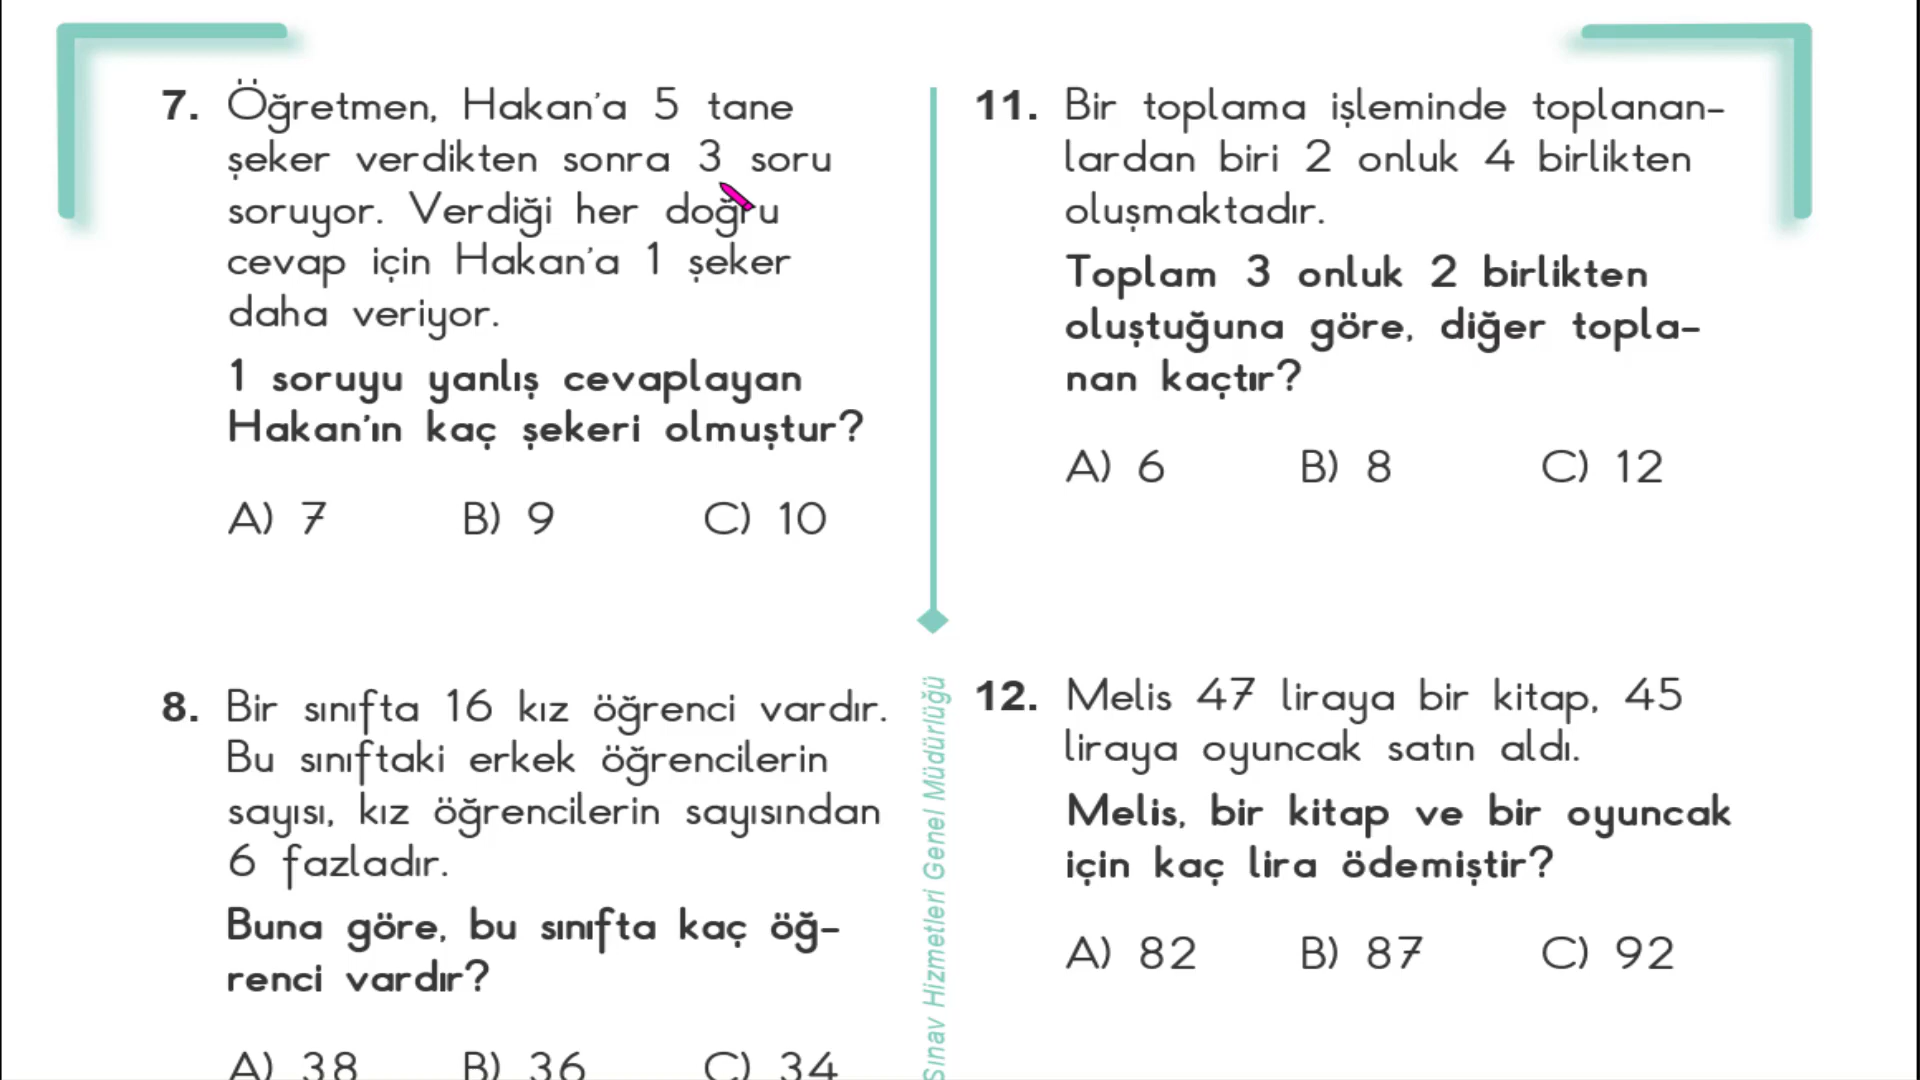 7. Öğretmen, Hakan'a 5 tane
şeker verdikten sonra 3 soru
soruyor. Verdiği her doğru
cevap için Hakan'a 1 şeker
daha veriyor.
1 soruyu yanlış cevaplayan
Hakan'ın kaç şekeri olmuştur?
A) 7 B) 9 C) 10
8. Bir sınıfta 16 kız öğrenci vardır.
Bu sınıftaki erkek öğrencilerin
sayısı, kız öğrencilerin sayısından
6 fazladır.
Buna göre, bu sınıfta kaç öğ-
renci vardır?
A) 38 B) 36 C) 34
Sınav Hizmetleri Genel Müdürlüğü
11. Bir toplama işleminde toplanan-
lardan biri 2 onluk 4 birlikten
oluşmaktadır.
Toplam 3 onluk 2 birlikten
oluştuğuna göre, diğer topla-
nan kaçtır?
A) 6 B) 8 C) 12
12. Melis 47 liraya bir kitap, 45
liraya oyuncak satın aldı.
Melis, bir kitap ve bir oyuncak
için kaç lira ödemiştir?
A) 82 B) 87 C) 92